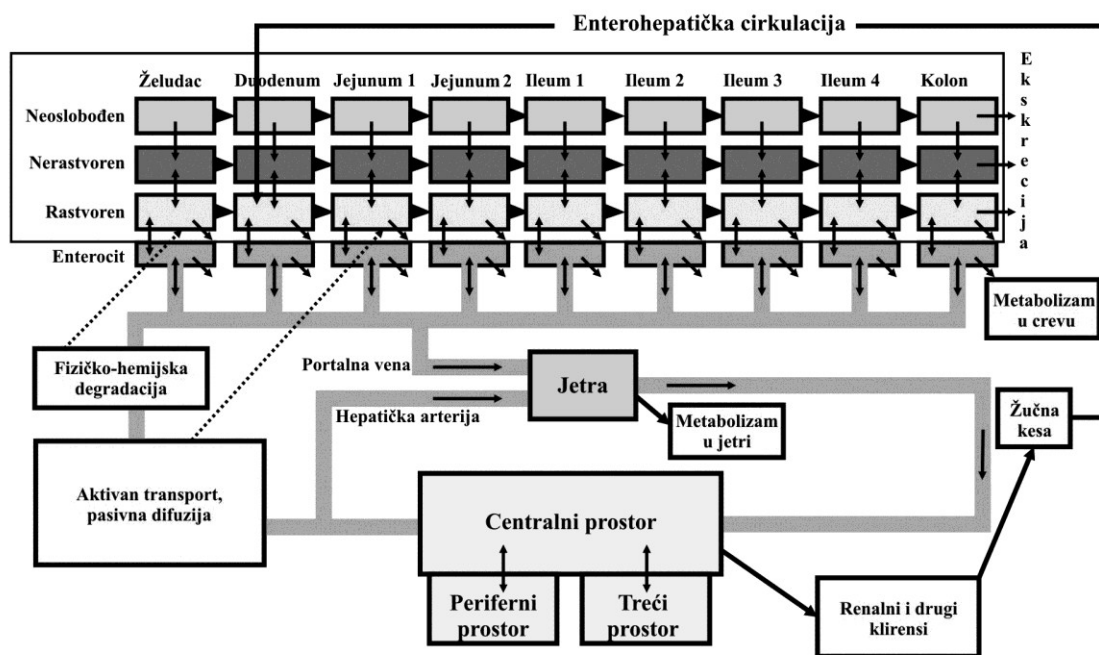 Enterohepatička cirkulacija
Želudac
Duodenum
Jejunum 1
Jejunum 2
Ileum 1
Ileum 2
Ileum 3
Ileum 4
Kolon
Ekskrecija
Neoslobođen
Nerastvoren
Rastvoren
Enterocit
Metabolizam
u crevu
Fizičko-hemijska
degradacija
Portalna vena
Jetra
Hepatička arterija
Metabolizam
u jetri
Žučna
kesa
Aktivan transport,
pasivna difuzija
Centralni prostor
Periferni
prostor
Treći
prostor
Renalni i drugi
klirensi